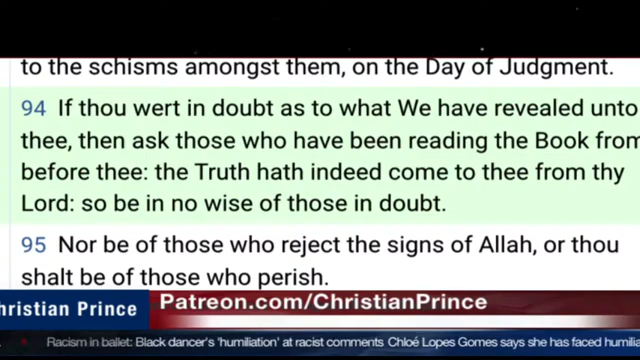 to the schisms amongst them, on the Day of Judgment.
94 If thou wert in doubt as to what We have revealed unto
thee, then ask those who have been reading the Book from
before thee: the Truth hath indeed come to thee from thy
Lord: so be in no wise of those in doubt.
95 Nor be of those who reject the signs of Allah, or thou
shalt be of those who perish.
hristian Prince
Patreon.com/ChristianPrince
Racism in ballet: Black dancer's 'humiliation' at racist comments Chloé Lopes Gomes says she has faced humilia